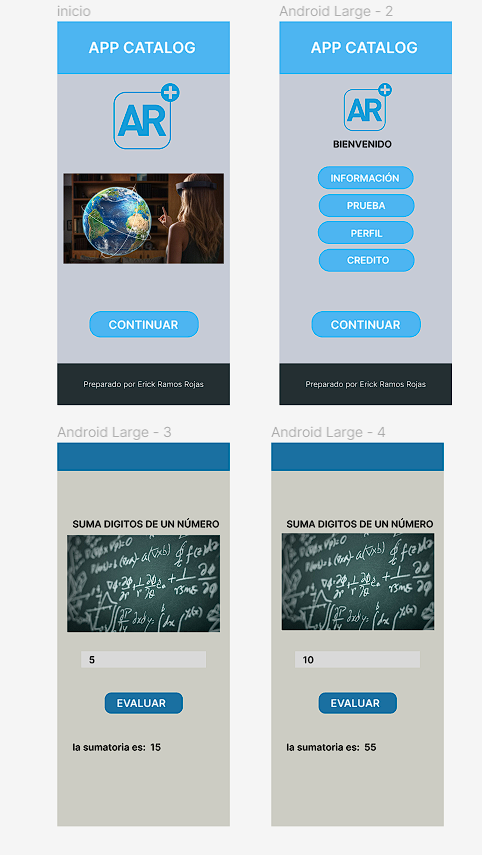 inicio
Android Large - 2
APP CATALOG
APP CATALOG
AR+
AR+
BIENVENIDO
INFORMACIÓN
PRUEBA
PERFIL
CREDITO
CONTINUAR
CONTINUAR
Preparado por Erick Ramos Rojas
Preparado por Erick Ramos Rojas
Android Large - 3
Android Large - 4
SUMA DIGITOS DE UN NÚMERO
SUMA DIGITOS DE UN NÚMERO
5
10
EVALUAR
EVALUAR
la sumatoria es: 15
la sumatoria es: 55